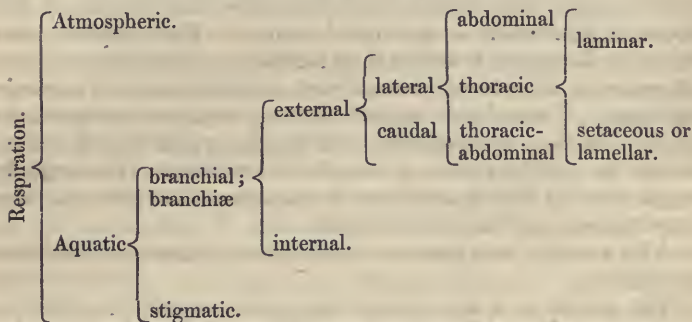 Respiration.
Atmospheric.
Aquatic
branchial;
branchiæ
stigmatic.
external
internal.
lateral
caudal
abdominal
thoracic
thoracic-
abdominal
laminar.
setaceous or
lamellar.